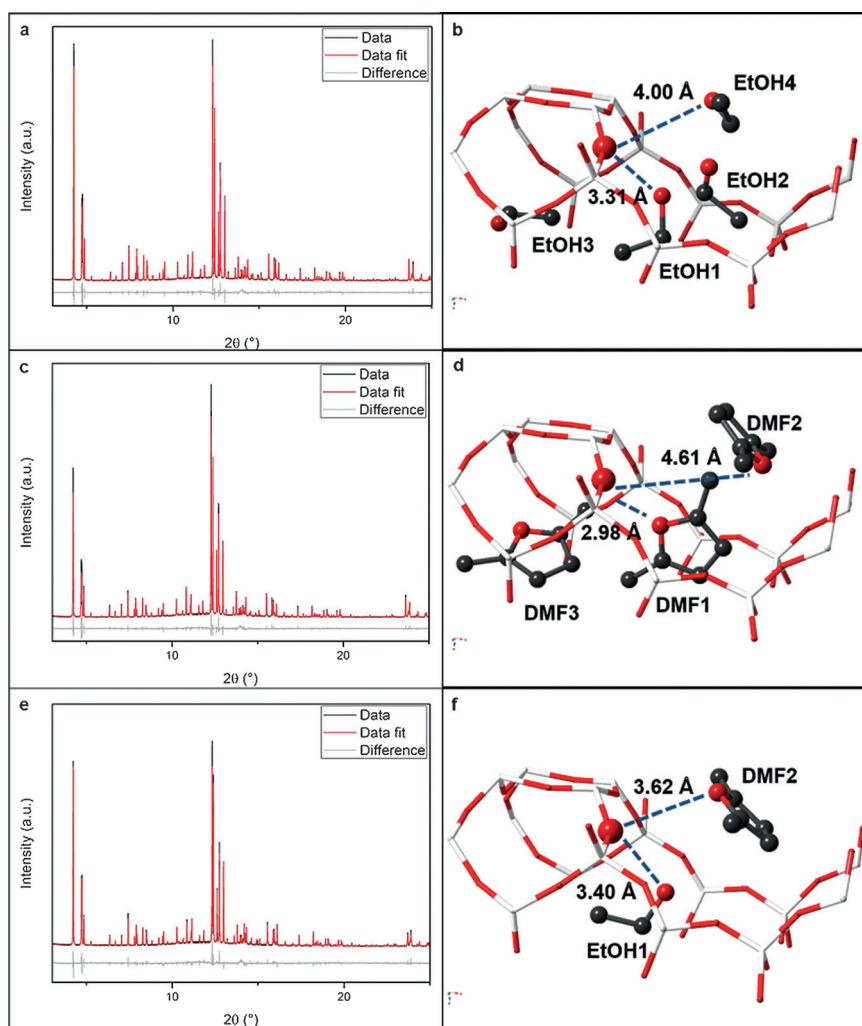 a
Data
Data fit
Difference
Intensity (a.u.)
10
20
2θ (°)
b
4.00 Å
EtOH4
EtOH2
3.31 Å
EtOH3
EtOH1
c
Data
Data fit
Difference
Intensity (a.u.)
10
20
2θ (°)
d
DMF2
4.61 Å
2.98 Å
DMF3
DMF1
e
Data
Data fit
Difference
Intensity (a.u.)
10
20
2θ (°)
f
DMF2
3.62 Å
3.40 Å
EtOH1